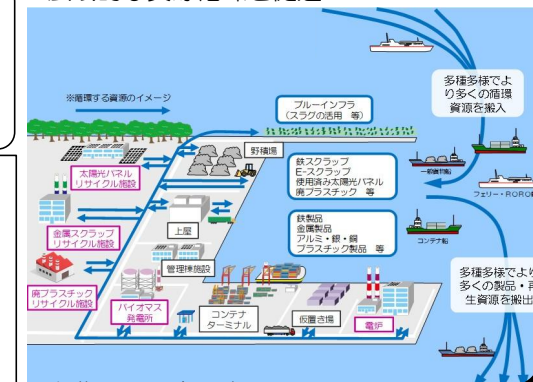 ※循環する資源のイメージ
ブルーインフラ
（スラグの活用　等）
多種多様でよ
り多くの循環
資源を搬入
野積場
太陽光パネル
リサイクル施設
鉄スクラップ
E-スクラップ
使用済み太陽光パネル
廃プラスチック　等
一般貨物船
フェリー・RORO船
金属スクラップ
リサイクル施設
上屋
鉄製品
金属製品
アルミ・銀・銅
プラスチック製品　等
コンテナ船
管理棟施設
廃プラスチック
リサイクル施設
バイオマス
発電所
コンテナ
ターミナル
仮置き場
電炉
多種多様でより
多くの製品・再
生資源を搬出